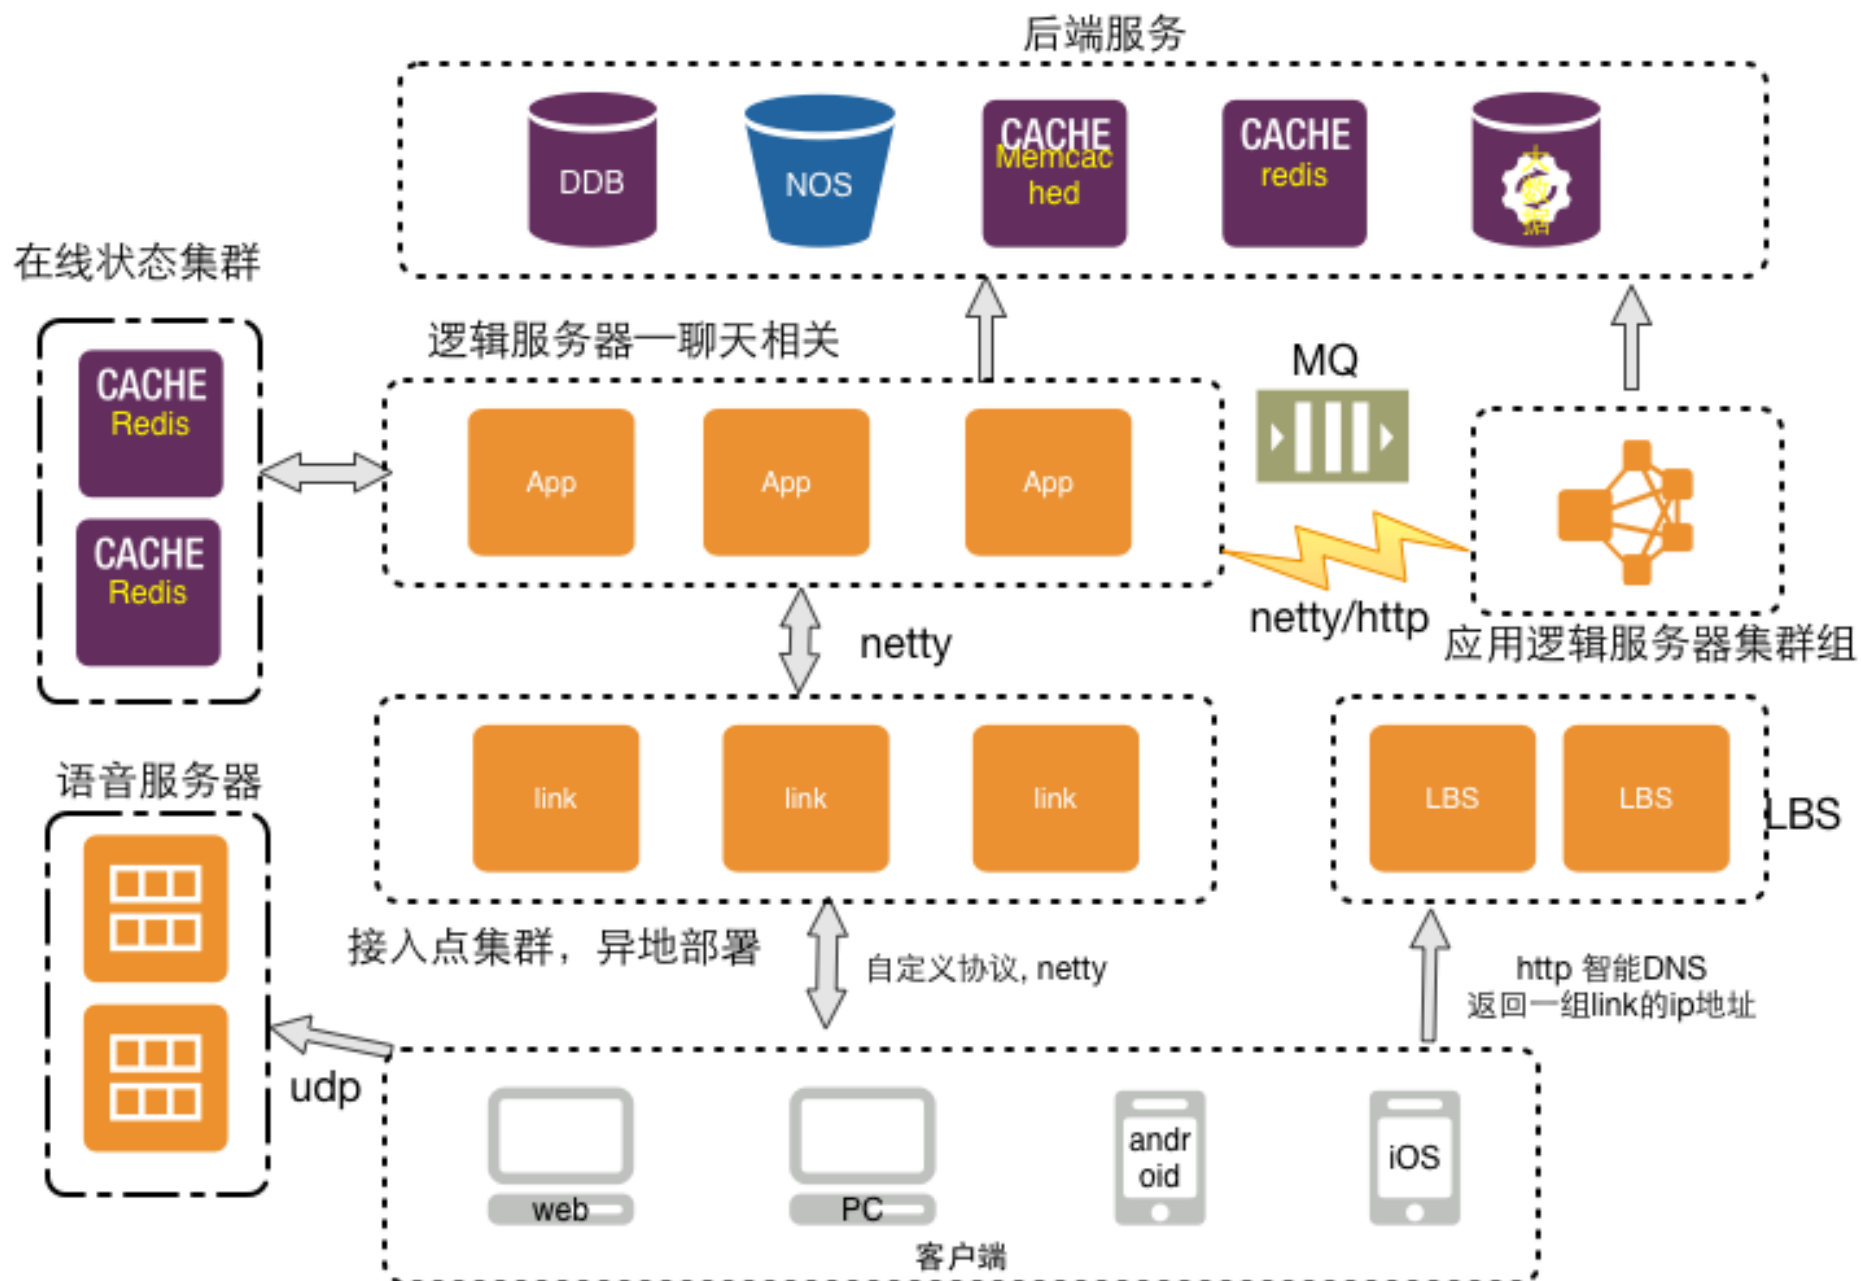 后端服务
DDB
NOS
CACHE
Memcac
hed
CACHE
redis
大
数
据
在线状态集群
CACHE
Redis
CACHE
Redis
逻辑服务器—聊天相关
App
App
App
MQ
netty/http
应用逻辑服务器集群组
netty
link
link
link
LBS
LBS
LBS
语音服务器
接入点集群，异地部署
自定义协议, netty
http 智能DNS
返回一组link的ip地址
udp
web
PC
andr
oid
iOS
客户端